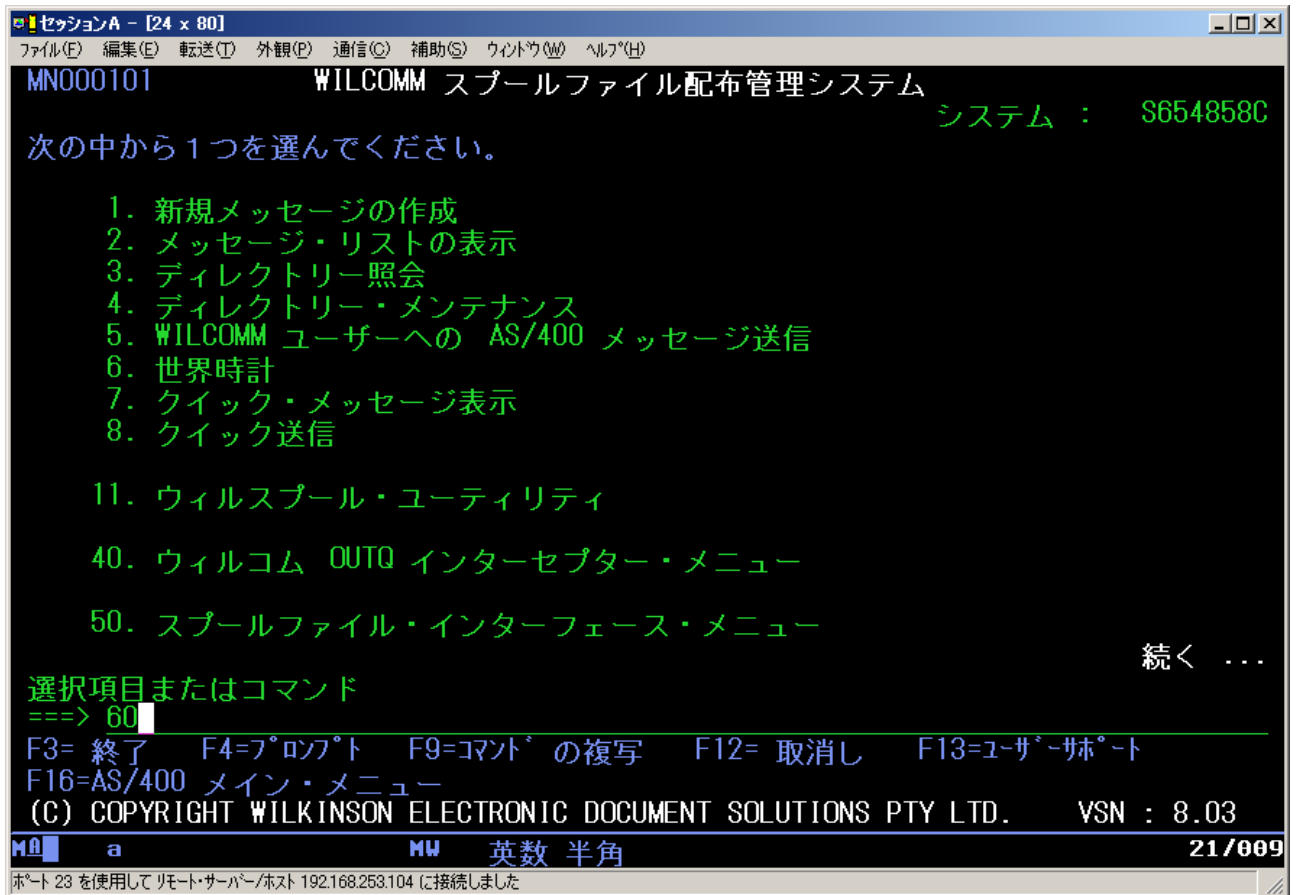 セッションA - [24 x 80]
ファイル(F) 編集(E) 転送(T) 外観(P) 通信(C) 補助(S) ウィンドウ(W) ヘルプ(H)
MN000101 WILCOMM スプールファイル配布管理システム
システム : S654858C
次の中から１つを選んでください。
1. 新規メッセージの作成
2. メッセージ・リストの表示
3. ディレクトリー照会
4. ディレクトリー・メンテナンス
5. WILCOMM ユーザーへの AS/400 メッセージ送信
6. 世界時計
7. クイック・メッセージ表示
8. クイック送信
11. ウィルスプール・ユーティリティ
40. ウィルコム OUTQ インターセプター・メニュー
50. スプールファイル・インターフェース・メニュー
続く ...
選択項目またはコマンド
===> 60
F3= 終了 F4=ﾌﾟﾛﾝﾌﾟﾄ F9=ｺﾏﾝﾄﾞ の複写 F12= 取消し F13=ﾕｰｻﾞｰｻﾎﾟｰﾄ
F16=AS/400 メイン・メニュー
(C) COPYRIGHT WILKINSON ELECTRONIC DOCUMENT SOLUTIONS PTY LTD. VSN : 8.03
MA a MW 英数 半角 21/009
ポート 23 を使用してリモート・サーバー/ホスト 192.168.253.104 に接続しました